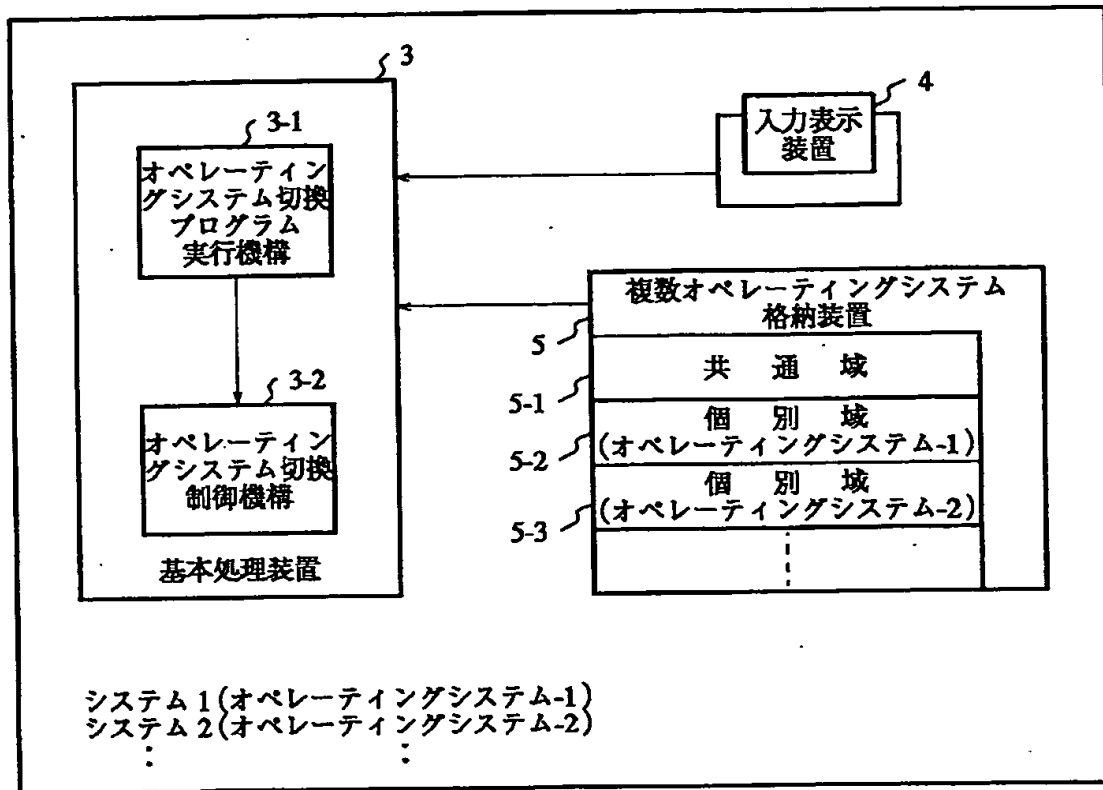 3
3-1
オペレーティン
グシステム切換
プログラム
実行機構
3-2
オペレーティン
グシステム切換
制御機構
基本処理装置
4
入力表示
装置
複数オペレーティングシステム
格納装置
5
共通域
5-1
個別域
(オペレーティングシステム-1)
5-2
個別域
(オペレーティングシステム-2)
5-3
システム1(オペレーティングシステム-1)
システム2(オペレーティングシステム-2)